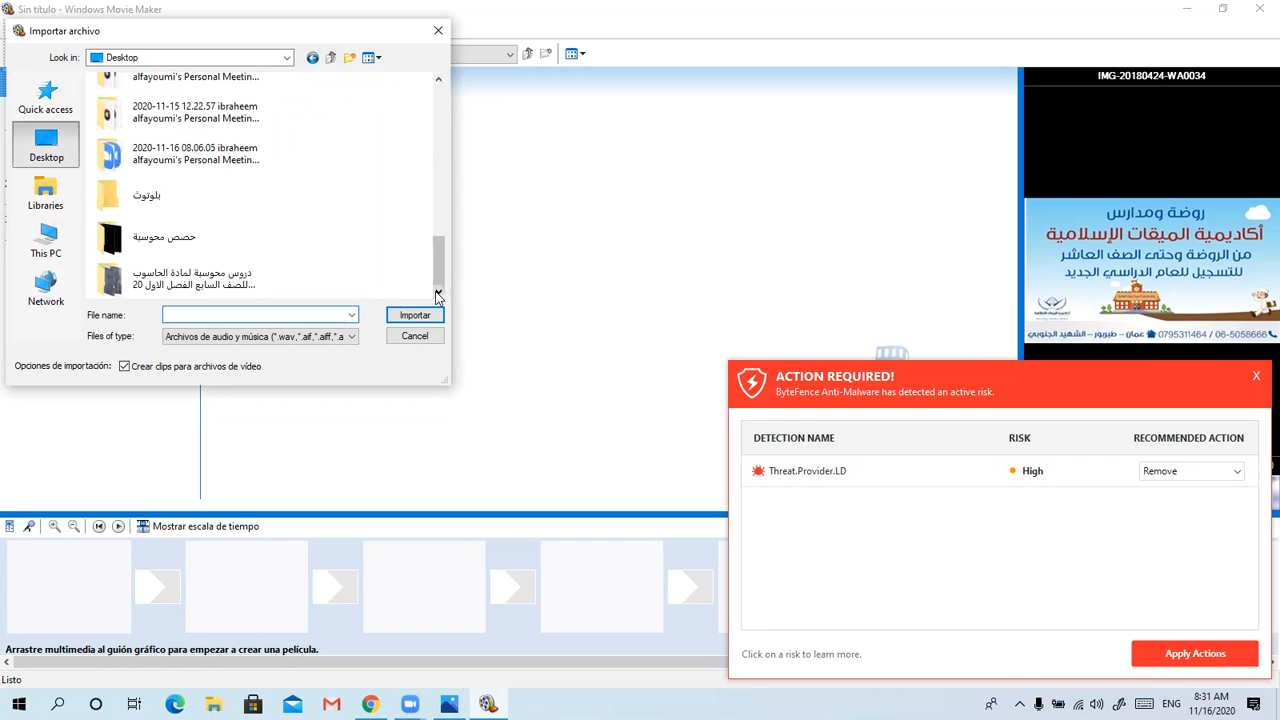 Sin título - Windows Movie Maker
Importar archivo
Look in:
Desktop
Quick access
Desktop
Libraries
This PC
Network
alfayoumi's Personal Meetin...
2020-11-15 12.22.57 ibraheem
alfayoumi's Personal Meetin...
2020-11-16 08.06.05 ibraheem
alfayoumi's Personal Meetin...
بلوتوث
حصص محوسبة
دروس محوسبة لمادة الحاسوب
للصف السابع الفصل الاول 20...
File name:
Importar
Files of type:
Archivos de audio y música (*.wav,*.aif,*.aiff,*.a
Cancel
Opciones de importación:
Crear clips para archivos de vídeo
IMG-20180424-WA0034
روضة ومدارس
أكاديمية الميقات الإسلامية
من الروضة وحتى الصف العاشر
للتسجيل للعام الدراسي الجديد
عمان - طبربور - الشهيد الجنوبي
0795311464 / 06-5058666
ACTION REQUIRED!
ByteFence Anti-Malware has detected an active risk.
X
DETECTION NAME
RISK
RECOMMENDED ACTION
Threat.Provider.LD
High
Remove
Click on a risk to learn more.
Apply Actions
Mostrar escala de tiempo
Arrastre multimedia al guión gráfico para empezar a crear una película.
Listo
ENG
8:31 AM
11/16/2020